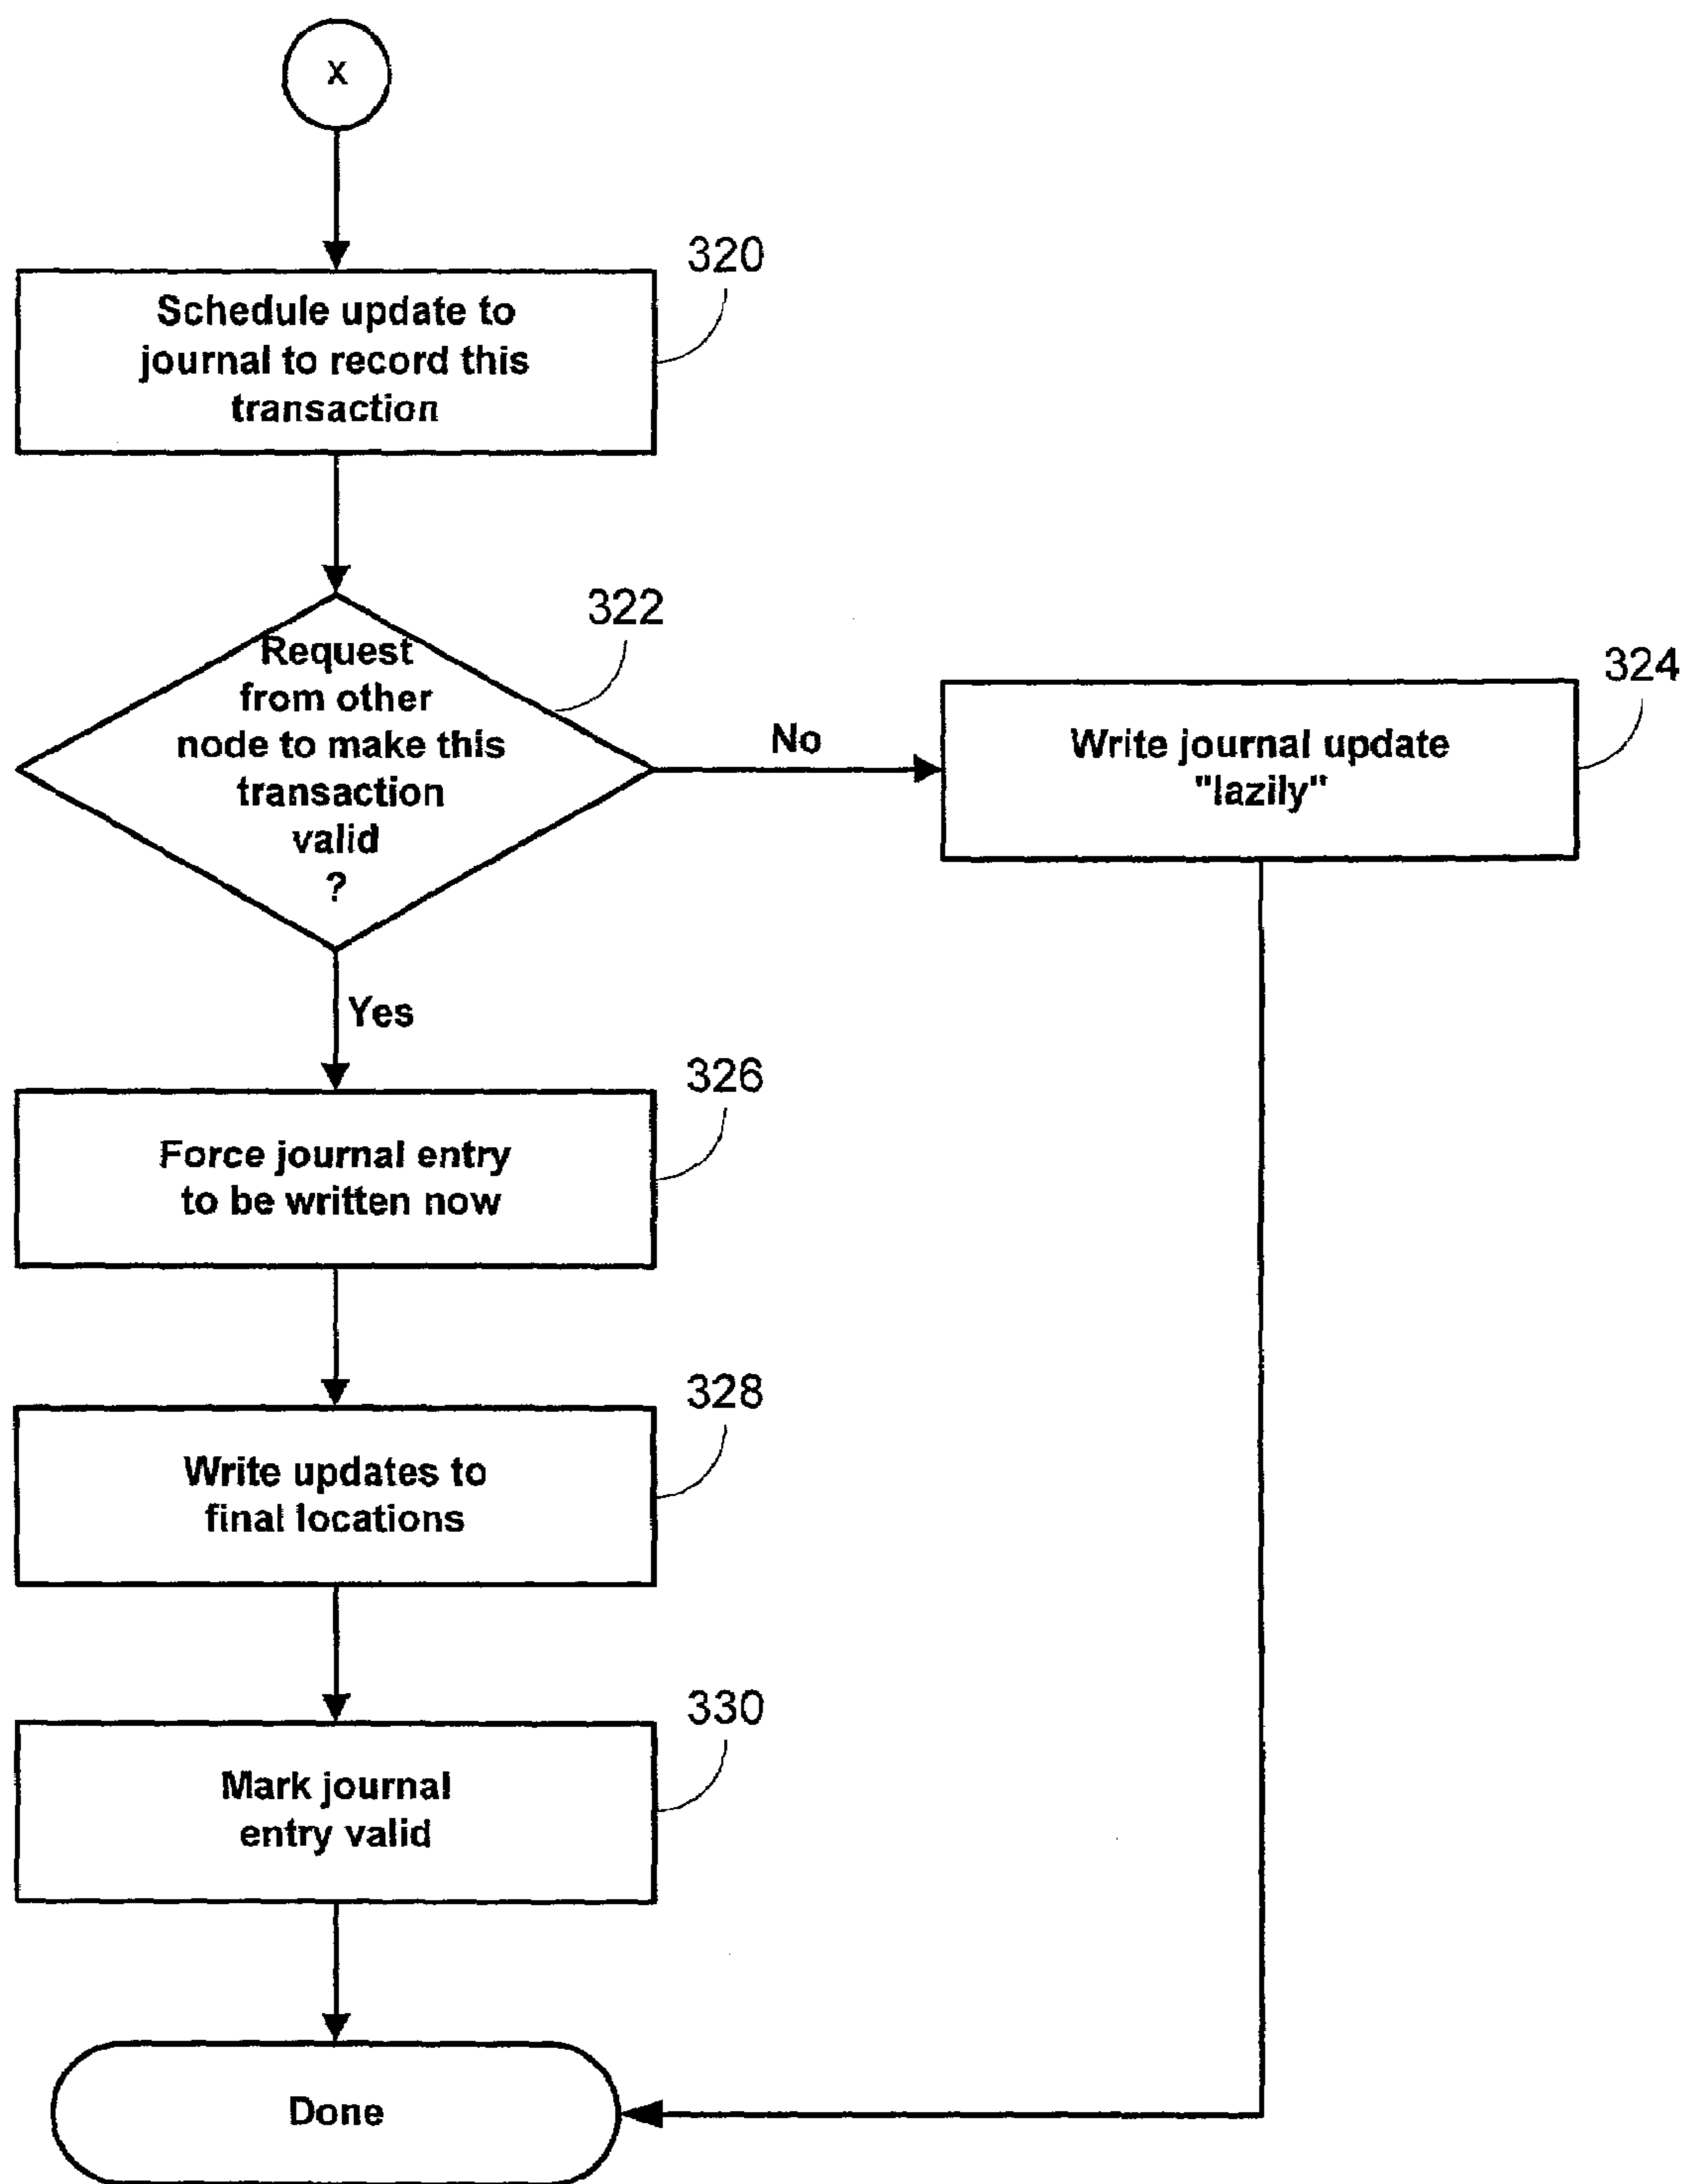 x
320
Schedule update to
journal to record this
transaction
322
Request
from other
node to make this
transaction
valid
?
No
324
Write journal update
"lazily"
Yes
326
Force journal entry
to be written now
328
Write updates to
final locations
330
Mark journal
entry valid
Done